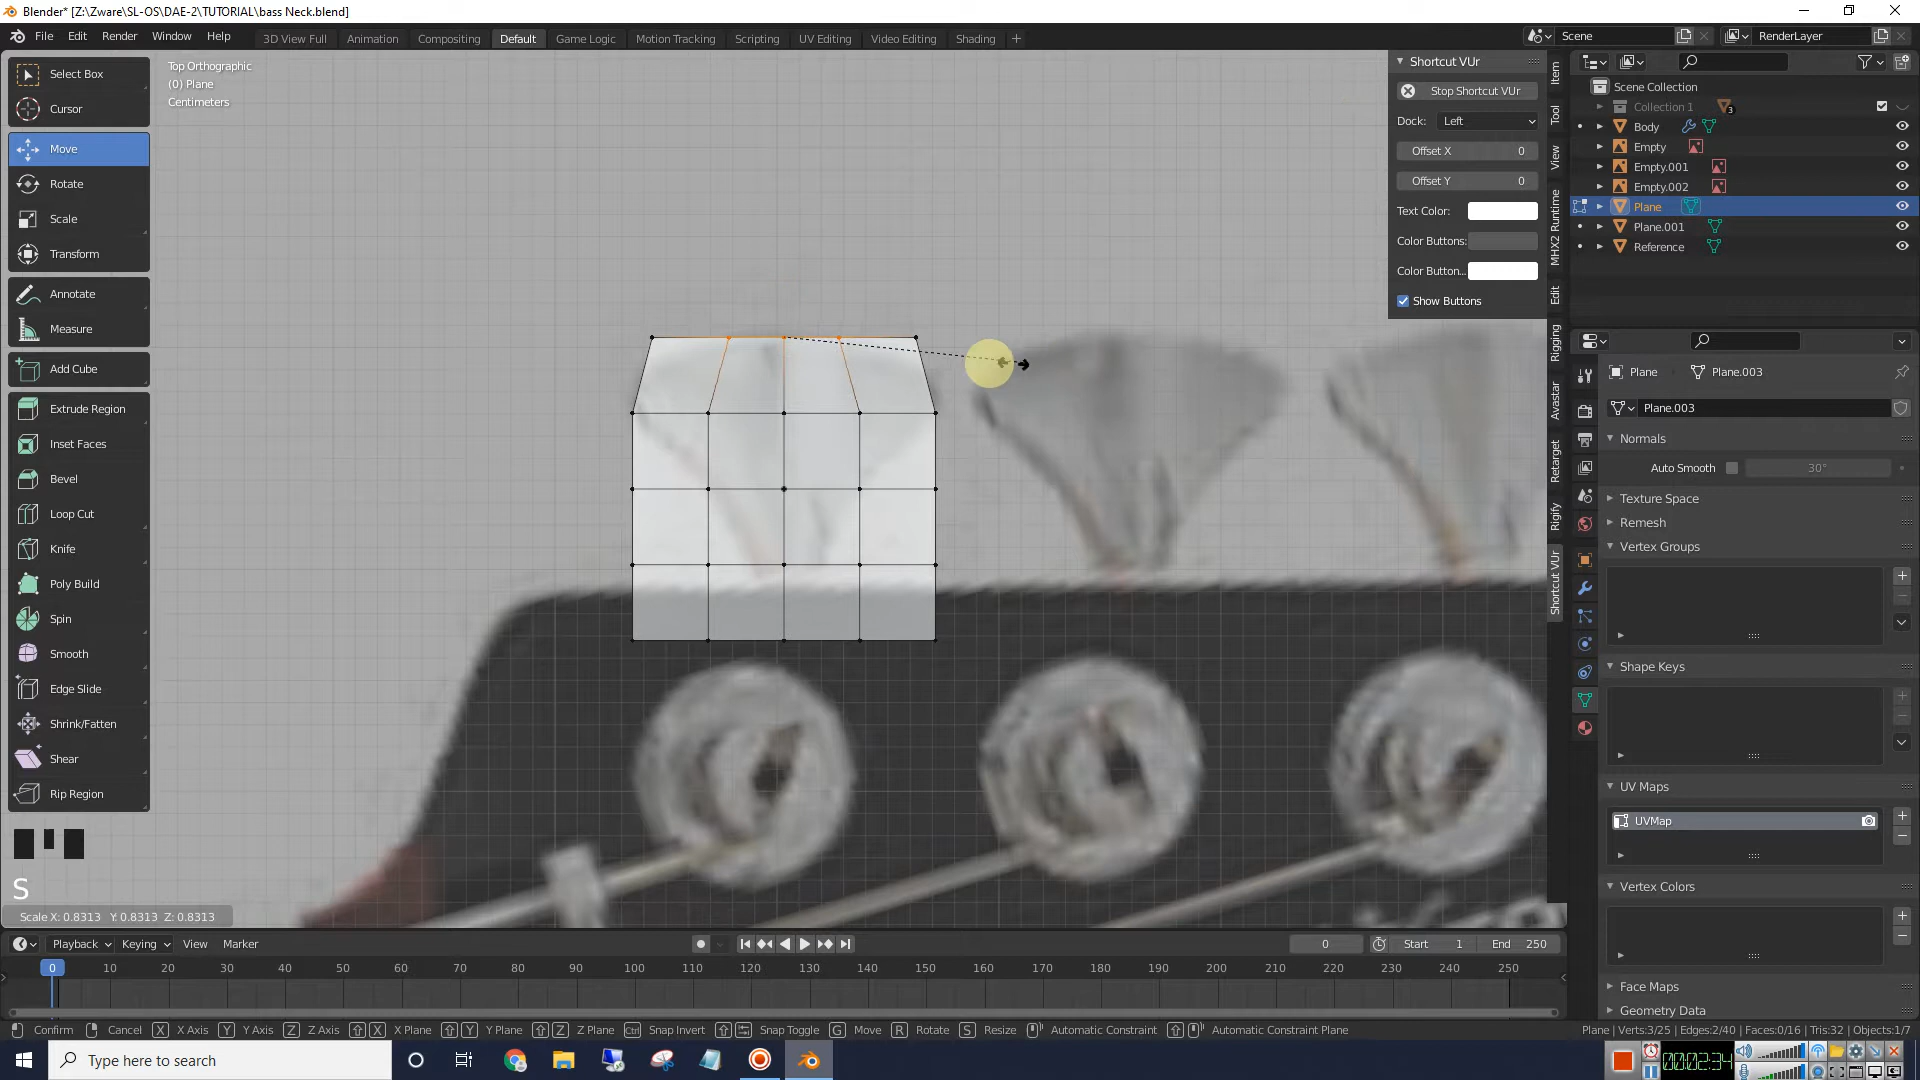 Blender* [Z:\Zware\SL-OS\DAE-2\TUTORIAL\bass Neck.blend]
File Edit Render Window Help 3D View Full Animation Compositing Default Game Logic Motion Tracking Scripting UV Editing Video Editing Shading + Scene RenderLayer
Select Box
Cursor
Move
Rotate
Scale
Transform
Annotate
Measure
Add Cube
Extrude Region
Inset Faces
Bevel
Loop Cut
Knife
Poly Build
Spin
Smooth
Edge Slide
Shrink/Fatten
Shear
Rip Region
Top Orthographic
(0) Plane
Centimeters
S
Scale X: 0.8313 Y: 0.8313 Z: 0.8313
Shortcut VUr
Stop Shortcut VUr
Dock: Left
Offset X 0
Offset Y 0
Text Color:
Color Buttons:
Color Button...
Show Buttons
Item
Tool
View
MHX2 Runtime
Edit
Rigging
Avastar
Retarget
Rigify
Shortcut VUr
Scene Collection
Collection 1 3
Body
Empty
Empty.001
Empty.002
Plane
Plane.001
Reference
Plane Plane.003
Plane.003
Normals
Auto Smooth 30°
Texture Space
Remesh
Vertex Groups
Shape Keys
UV Maps
UVMap
Vertex Colors
Face Maps
Geometry Data
Playback Keying View Marker 0 Start 1 End 250
0 10 20 30 40 50 60 70 80 90 100 110 120 130 140 150 160 170 180 190 200 210 220 230 240 250
Confirm Cancel X X Axis Y Y Axis Z Z Axis X X Plane Y Y Plane Z Z Plane Ctrl Snap Invert Snap Toggle G Move R Rotate S Resize Automatic Constraint Automatic Constraint Plane Plane | Verts:3/25 | Edges:2/40 | Faces:0/16 | Tris:32 | Objects:1/7
Type here to search
00:02:34